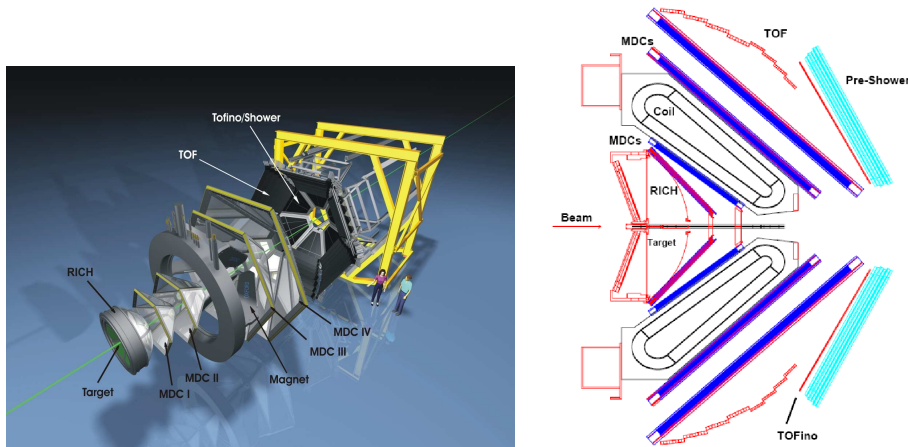 Tofino/Shower
TOF
RICH
MDC IV
MDC III
Magnet
MDC II
MDC I
Target
TOF
MDCs
Pre-Shower
Coil
MDCs
RICH
Beam
Target
TOFino